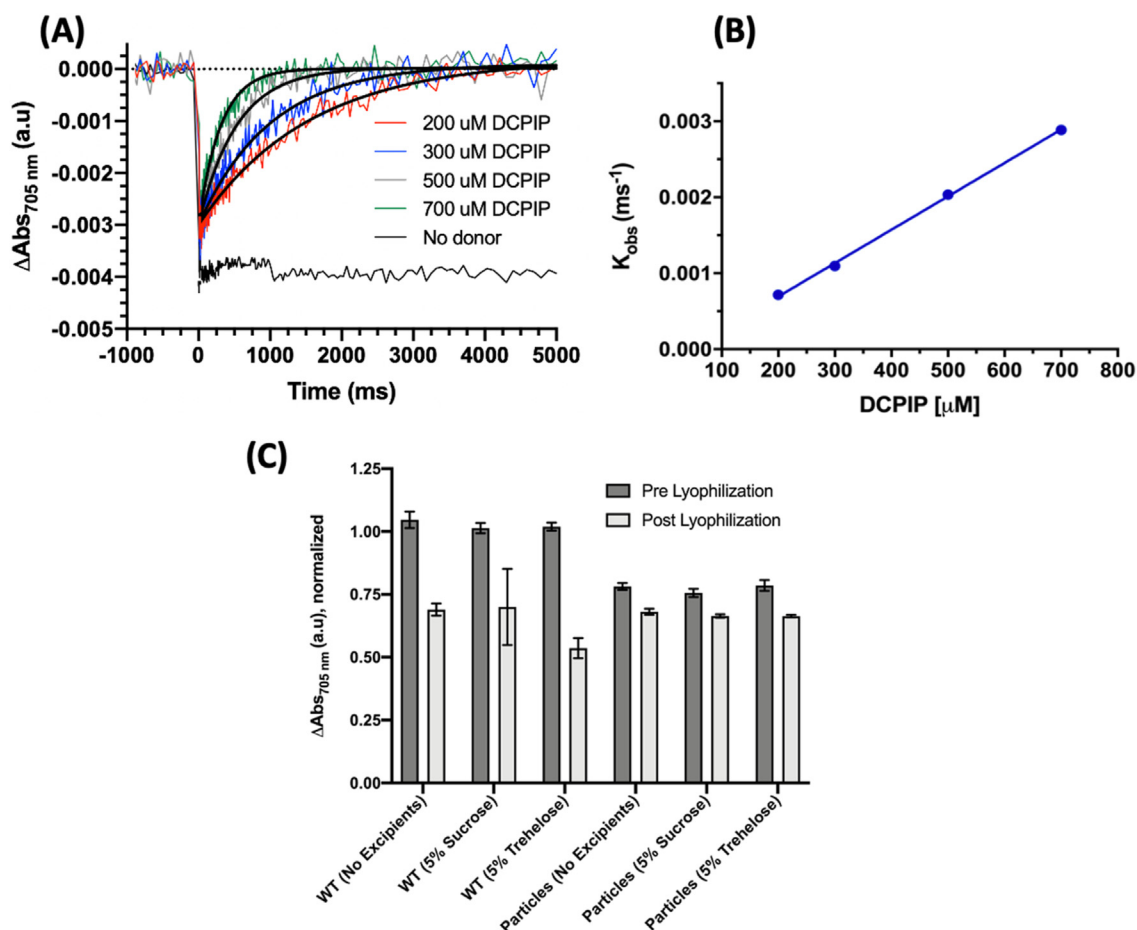 (A)
ΔAbs705 nm (a.u)
0.000
-0.001
-0.002
-0.003
-0.004
-0.005
-1000 0 1000 2000 3000 4000 5000
Time (ms)
200 uM DCPIP
300 uM DCPIP
500 uM DCPIP
700 uM DCPIP
No donor
(B)
Kobs (ms-1)
0.003
0.002
0.001
0.000
100 200 300 400 500 600 700 800
DCPIP [μM]
(C)
ΔAbs705 nm (a.u), normalized
1.25
1.00
0.75
0.50
0.25
0.00
Pre Lyophilization
Post Lyophilization
WT (No Excipients)
WT (5% Sucrose)
WT (5% Trehelose)
Particles (No Excipients)
Particles (5% Sucrose)
Particles (5% Trehelose)